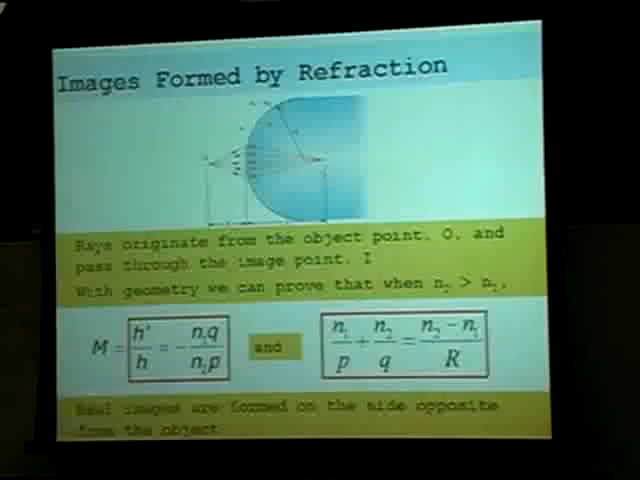 Images Formed by Refraction
Rays originate from the object point, O, and
pass through the image point, I
With geometry we can prove that when n₂ > n₁,
M = h'/h = - n₁q/n₂p and n₁/p + n₂/q = n₂ - n₁/R
Real images are formed on the side opposite
from the object